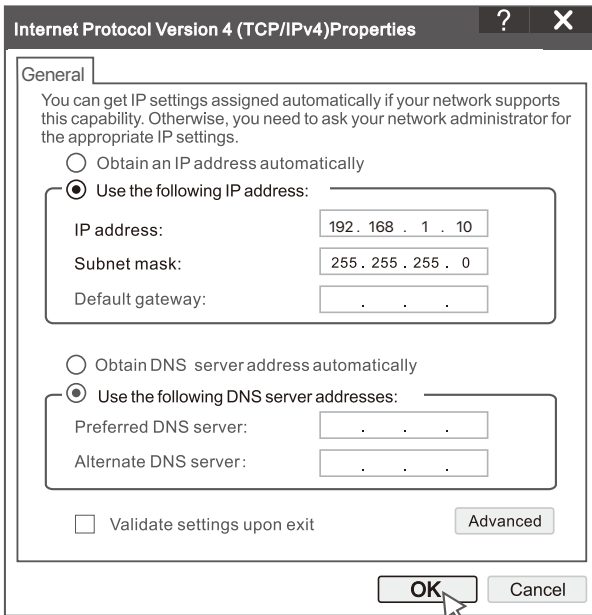 Internet Protocol Version 4 (TCP/IPv4)Properties ? X
General
You can get IP settings assigned automatically if your network supports
this capability. Otherwise, you need to ask your network administrator for
the appropriate IP settings.
Obtain an IP address automatically
Use the following IP address:
IP address: 192 . 168 . 1 . 10
Subnet mask: 255 . 255 . 255 . 0
Default gateway: . . .
Obtain DNS server address automatically
Use the following DNS server addresses:
Preferred DNS server: . . .
Alternate DNS server: . . .
Validate settings upon exit Advanced
OK Cancel